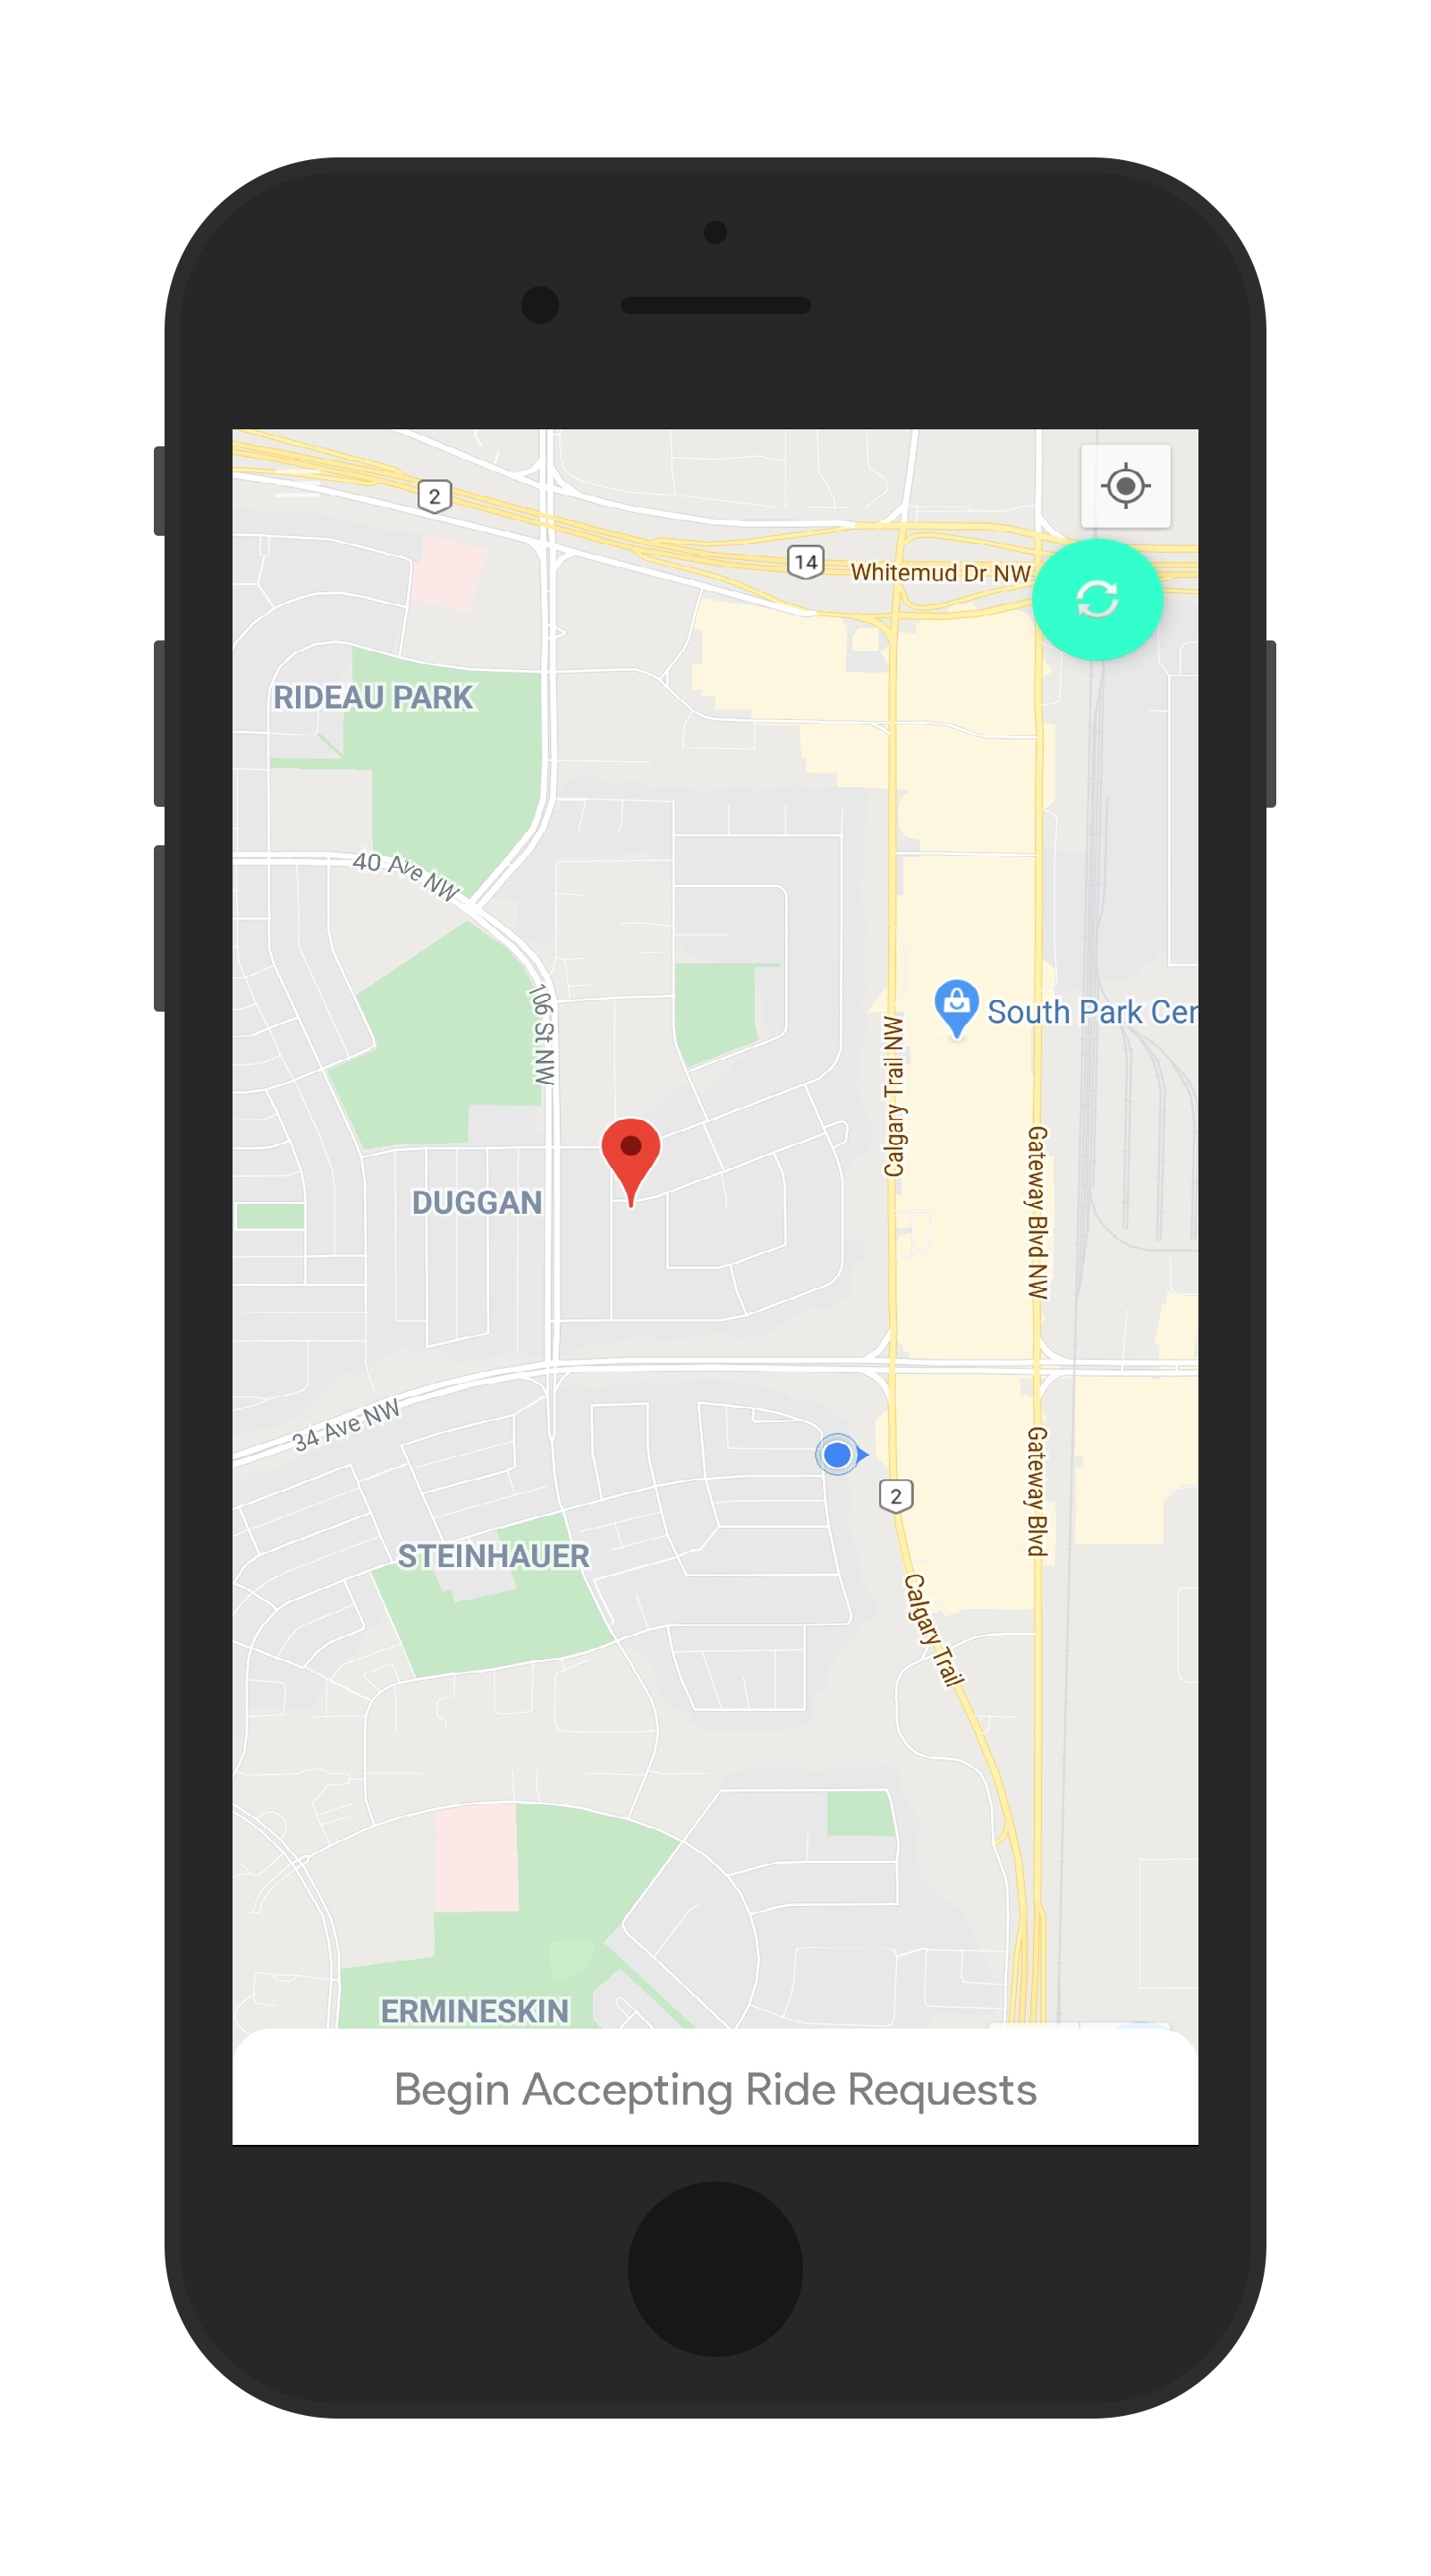 2
14
Whitemud Dr NW
RIDEAU PARK
40 Ave NW
106 St NW
South Park Cer
Calgary Trail NW
Gateway Blvd NW
DUGGAN
34 Ave NW
2
Gateway Blvd
STEINHAUER
Calgary Trail
ERMINESKIN
Begin Accepting Ride Requests